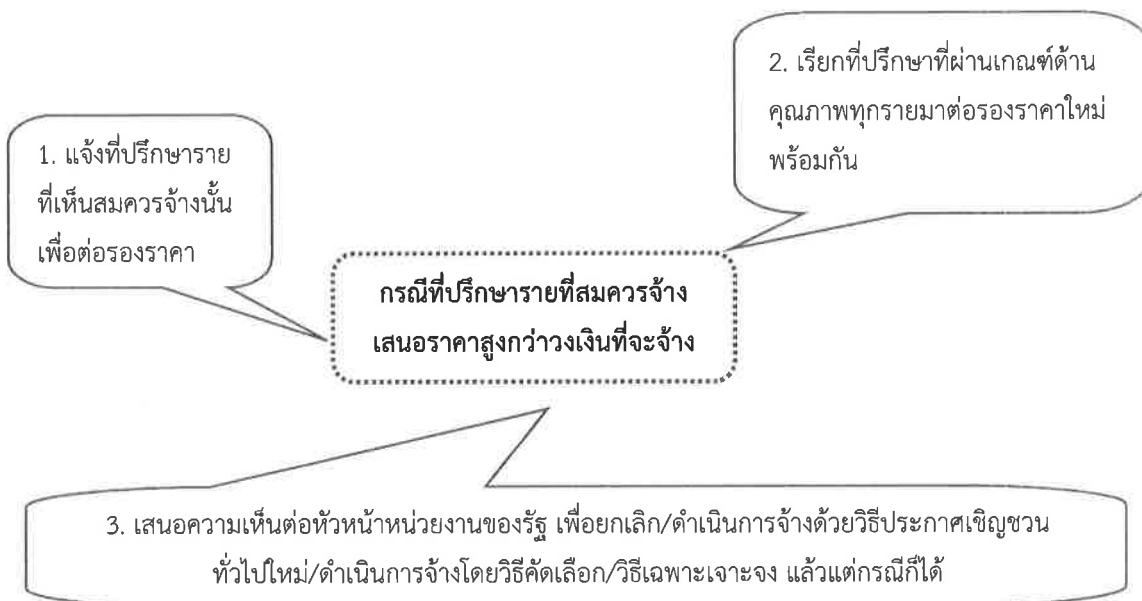 1. แจ้งที่ปรึกษาราย
ที่เห็นสมควรจ้างนั้น
เพื่อต่อรองราคา
2. เรียกที่ปรึกษาที่ผ่านเกณฑ์ด้าน
คุณภาพทุกรายมาต่อรองราคาใหม่
พร้อมกัน
กรณีที่ปรึกษารายที่สมควรจ้าง
เสนอราคาสูงกว่าวงเงินที่จะจ้าง
3. เสนอความเห็นต่อหัวหน้าหน่วยงานของรัฐ เพื่อยกเลิก/ดำเนินการจ้างด้วยวิธีประกาศเชิญชวน
ทั่วไปใหม่/ดำเนินการจ้างโดยวิธีคัดเลือก/วิธีเฉพาะเจาะจง แล้วแต่กรณีก็ได้